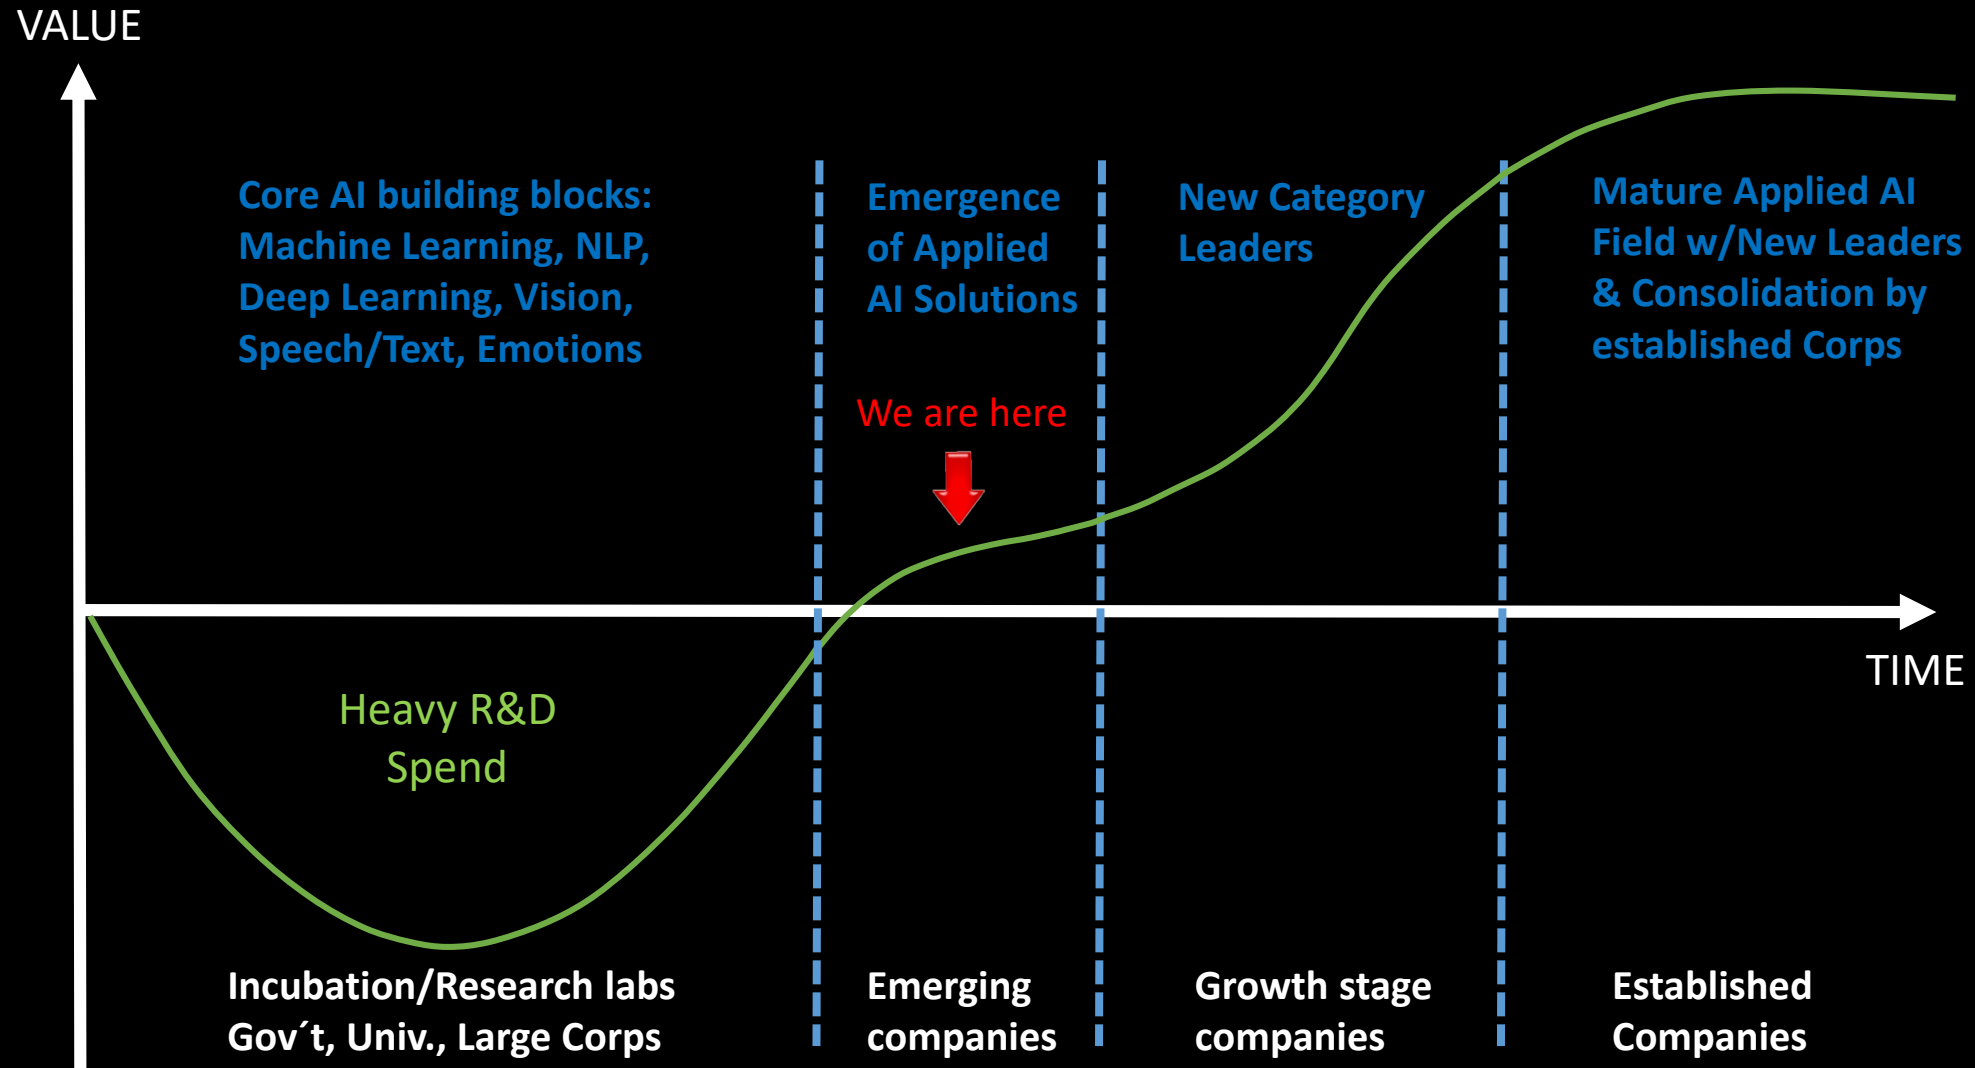 VALUE
Core AI building blocks:
Machine Learning, NLP,
Deep Learning, Vision,
Speech/Text, Emotions
Emergence
of Applied
AI Solutions
New Category
Leaders
Mature Applied AI
Field w/New Leaders
& Consolidation by
established Corps
We are here
TIME
Heavy R&D
Spend
Incubation/Research labs
Gov´t, Univ., Large Corps
Emerging
companies
Growth stage
companies
Established
Companies